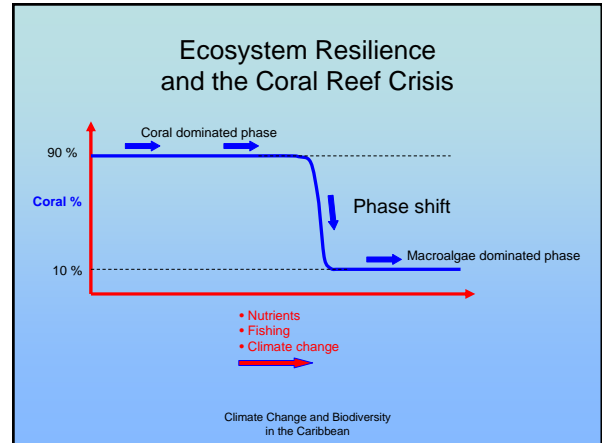 Ecosystem Resilience
and the Coral Reef Crisis
Coral dominated phase
90 %
Coral %
Phase shift
Macroalgae dominated phase
10 %
• Nutrients
• Fishing
• Climate change
Climate Change and Biodiversity
in the Caribbean